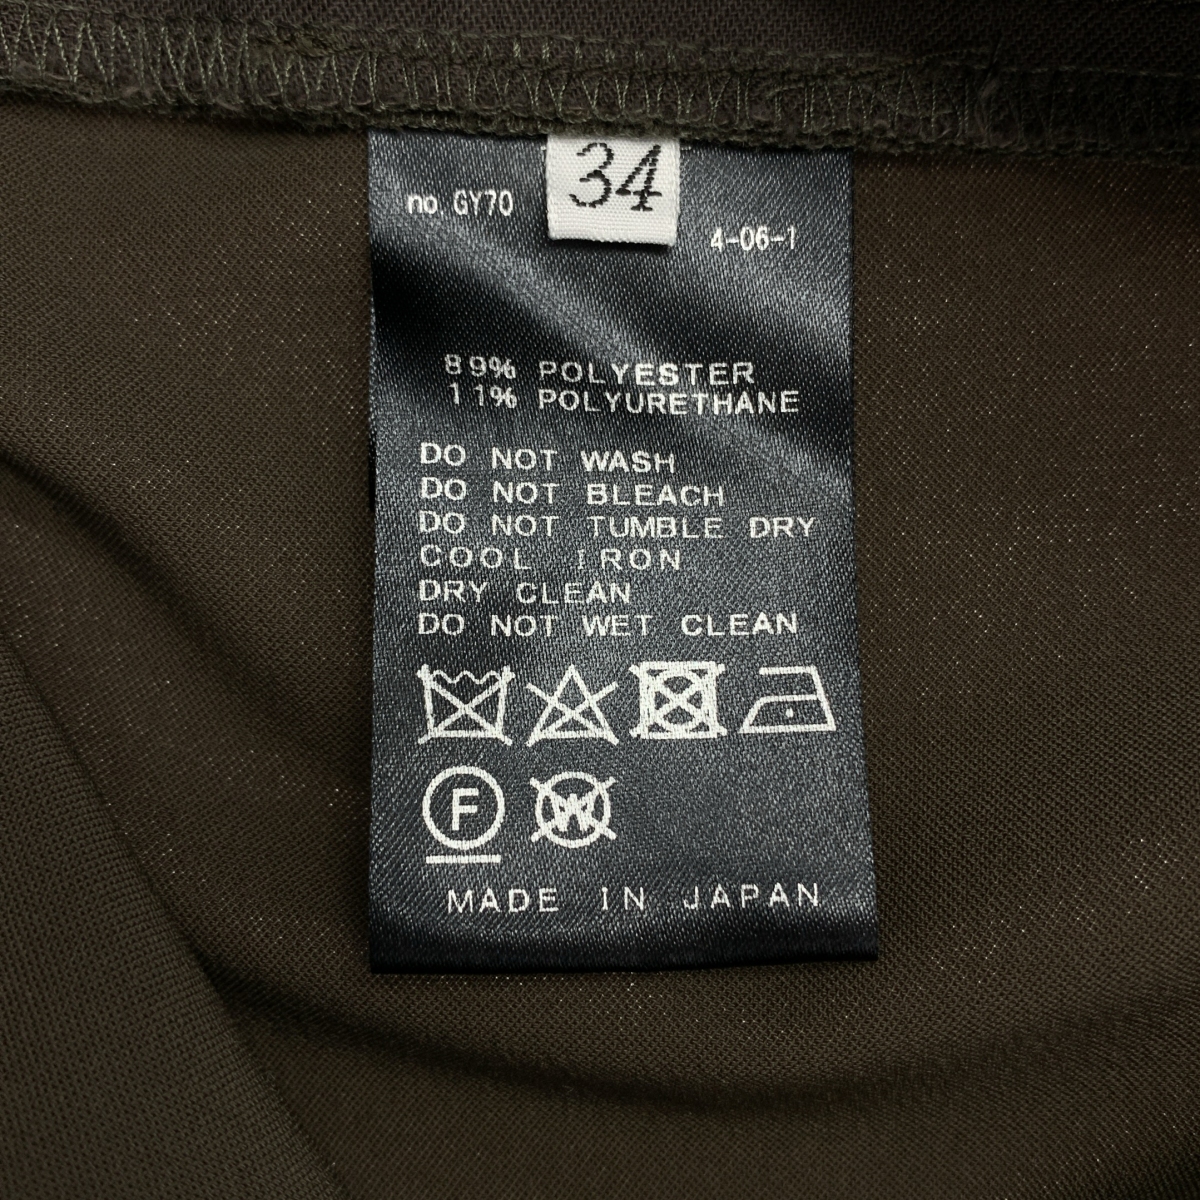 34
no. GY70
4-06-1
89% POLYESTER
11% POLYURETHANE
DO NOT WASH
DO NOT BLEACH
DO NOT TUMBLE DRY
COOL IRON
DRY CLEAN
DO NOT WET CLEAN
F W
MADE IN JAPAN